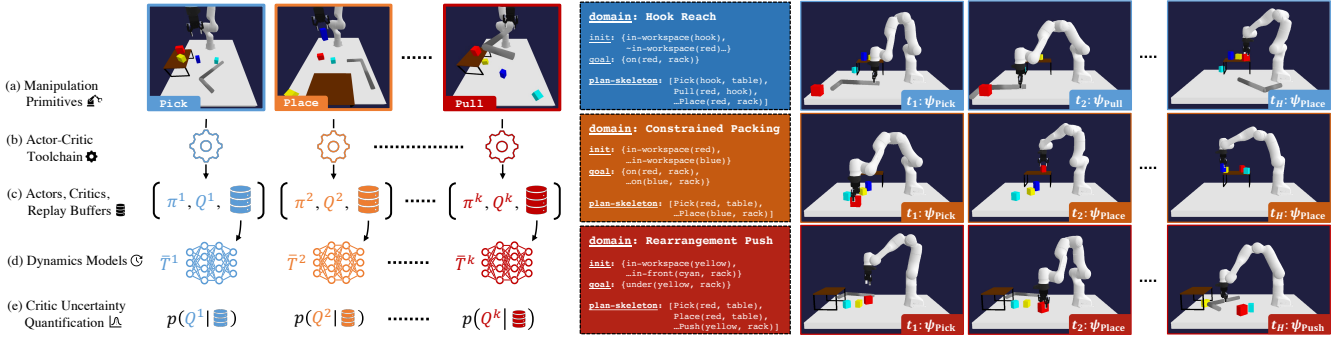 (a) Manipulation
Primitives
Pick
Place
Pull
(b) Actor-Critic
Toolchain
(c) Actors, Critics,
Replay Buffers
π¹, Q¹,
π², Q²,
πᵏ, Qᵏ,
(d) Dynamics Models
T̄¹
T̄²
T̄ᵏ
(e) Critic Uncertainty
Quantification
p(Q¹| )
p(Q²| )
p(Qᵏ| )
domain: Hook Reach
init: {in-workspace(hook),
~in-workspace(red)…}
goal: {on(red, rack)}
plan-skeleton: [Pick(hook, table),
Pull(red, hook),
…Place(red, rack)]
t₁: ψPick
t₂: ψPull
t_H: ψPlace
domain: Constrained Packing
init: {in-workspace(red),
…in-workspace(blue)}
goal: {on(red, rack),
…on(blue, rack)}
plan-skeleton: [Pick(red, table),
…Place(blue, rack)]
t₁: ψPick
t₂: ψPlace
t_H: ψPlace
domain: Rearrangement Push
init: {in-workspace(yellow),
…in-front(cyan, rack)}
goal: {under(yellow, rack)}
plan-skeleton: [Pick(red, table),
Place(red, table),
…Push(yellow, rack)]
t₁: ψPick
t₂: ψPlace
t_H: ψPush